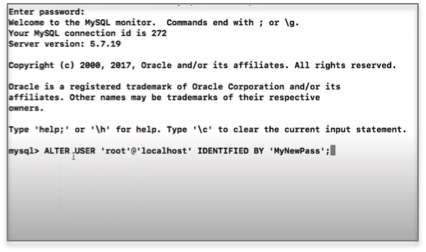 Enter password:
Welcome to the MySQL monitor.  Commands end with ; or \g.
Your MySQL connection id is 272
Server version: 5.7.19
Copyright (c) 2000, 2017, Oracle and/or its affiliates. All rights reserved.
Oracle is a registered trademark of Oracle Corporation and/or its
affiliates. Other names may be trademarks of their respective
owners.
Type 'help;' or '\h' for help. Type '\c' to clear the current input statement.
mysql> ALTER USER 'root'@'localhost' IDENTIFIED BY 'MyNewPass';